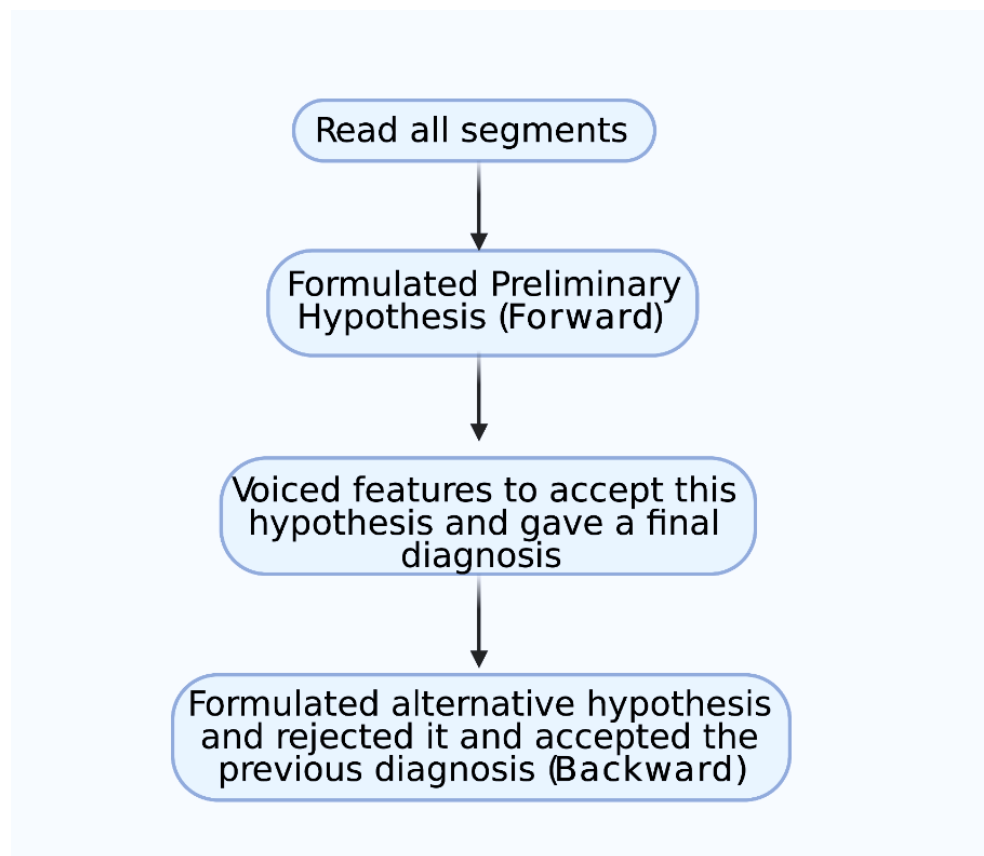 Read all segments
Formulated Preliminary
Hypothesis (Forward)
Voiced features to accept this
hypothesis and gave a final
diagnosis
Formulated alternative hypothesis
and rejected it and accepted the
previous diagnosis (Backward)